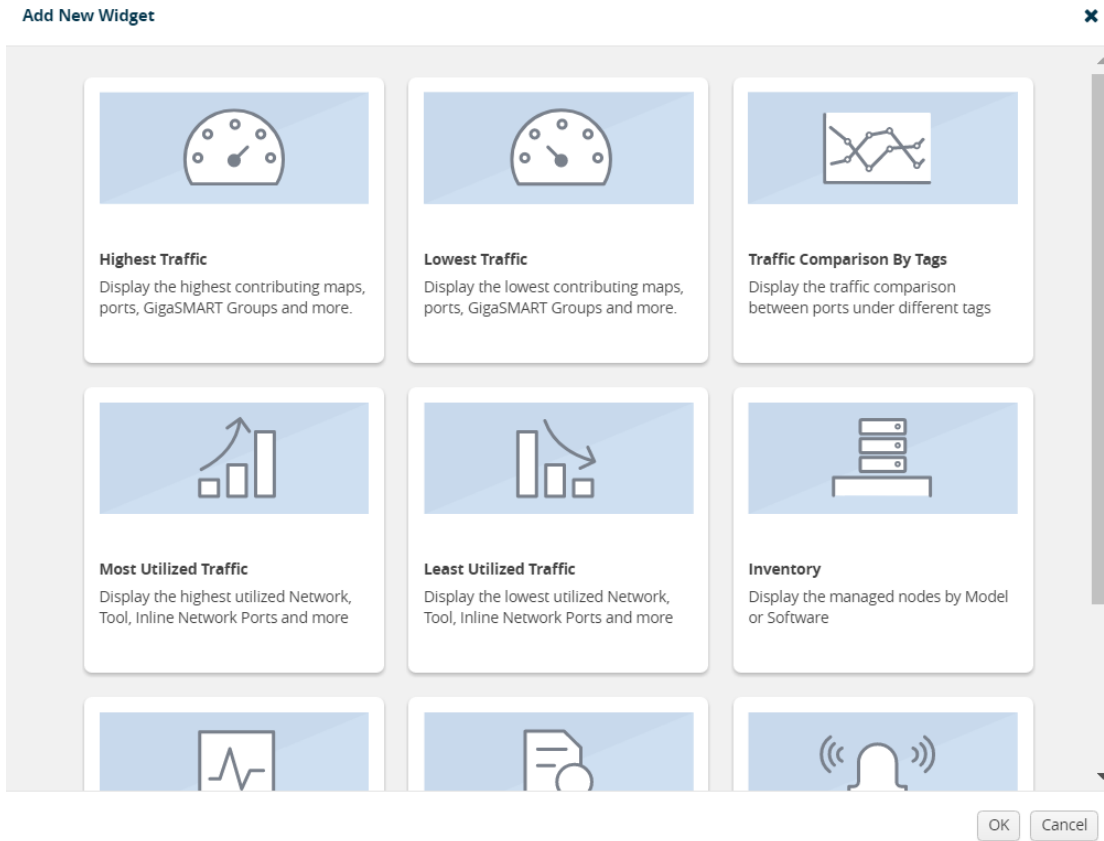 Add New Widget
Highest Traffic
Display the highest contributing maps,
ports, GigaSMART Groups and more.
Lowest Traffic
Display the lowest contributing maps,
ports, GigaSMART Groups and more.
Traffic Comparison By Tags
Display the traffic comparison
between ports under different tags
Most Utilized Traffic
Display the highest utilized Network,
Tool, Inline Network Ports and more
Least Utilized Traffic
Display the lowest utilized Network,
Tool, Inline Network Ports and more
Inventory
Display the managed nodes by Model
or Software
OK
Cancel